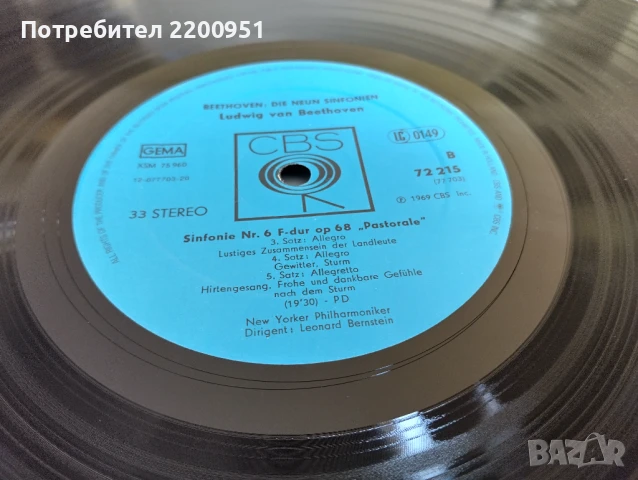 Потребител 2200951
BEETHOVEN: DIE NEUN SINFONIEN
Ludwig van Beethoven
CBS
GEMA
0149
B
72 215
(71 703)
33 STEREO
℗ 1969 CBS Inc.
Sinfonie Nr. 6 F-dur op 68 „Pastorale"
3. Satz: Allegro
Lustiges Zusammensein der Landleute
4. Satz: Allegro
Gewitter, Sturm
5. Satz: Allegretto
Hirtengesang, Frohe und dankbare Gefühle
nach dem Sturm
(19'30) - PD
New Yorker Philharmoniker
Dirigent: Leonard Bernstein
BAZAR